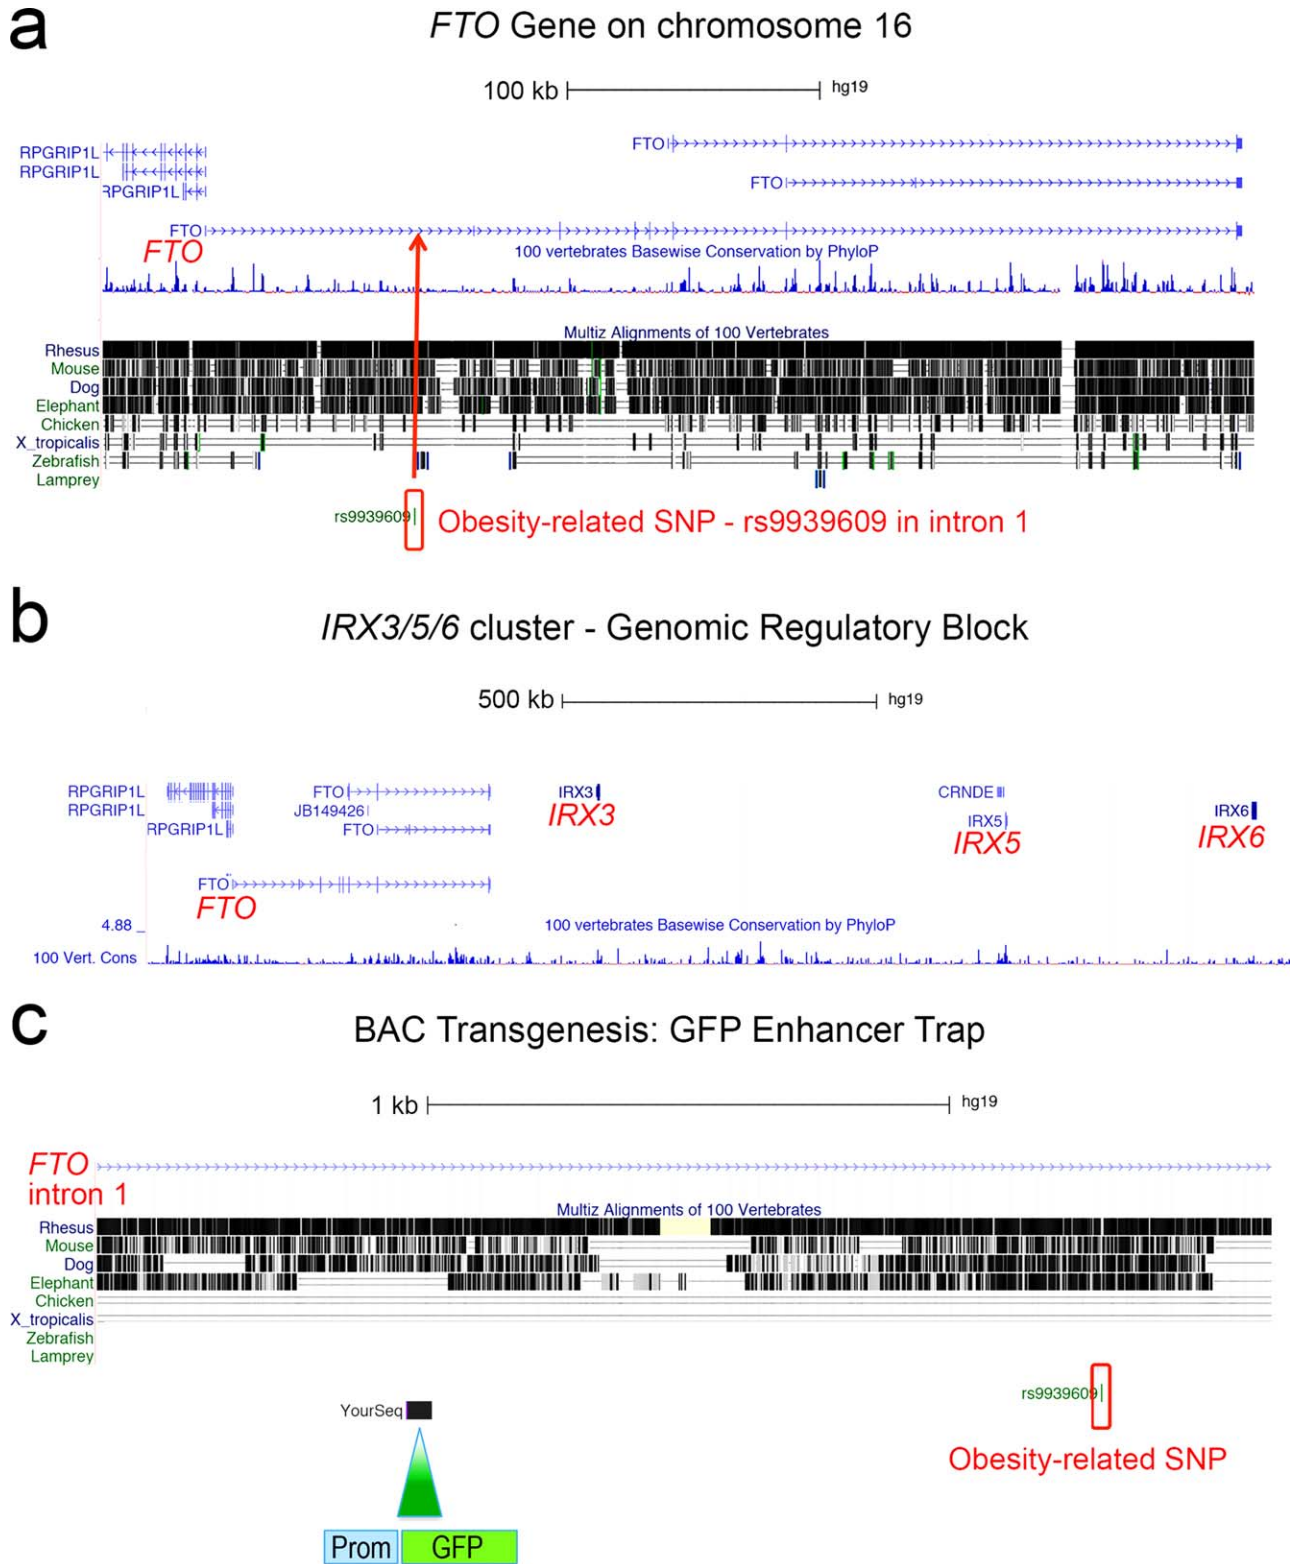 a
FTO Gene on chromosome 16
100 kb hg19
FTO
RPGRIP1L
RPGRIP1L
FTO
RPGRIP1L
FTO
FTO
100 vertebrates Basewise Conservation by PhyloP
Multiz Alignments of 100 Vertebrates
Rhesus
Mouse
Dog
Elephant
Chicken
X_tropicalis
Zebrafish
Lamprey
rs9939609
Obesity-related SNP - rs9939609 in intron 1
b
IRX3/5/6 cluster - Genomic Regulatory Block
500 kb hg19
RPGRIP1L FTO IRX3 CRNDE
RPGRIP1L JB149426 IRX3 IRX6
RPGRIP1L FTO IRX5 IRX6
IRX5
FTO
FTO
4.88
100 vertebrates Basewise Conservation by PhyloP
100 Vert. Cons
c
BAC Transgenesis: GFP Enhancer Trap
1 kb hg19
FTO
intron 1
Multiz Alignments of 100 Vertebrates
Rhesus
Mouse
Dog
Elephant
Chicken
X_tropicalis
Zebrafish
Lamprey
rs9939609
YourSeq
Obesity-related SNP
Prom GFP